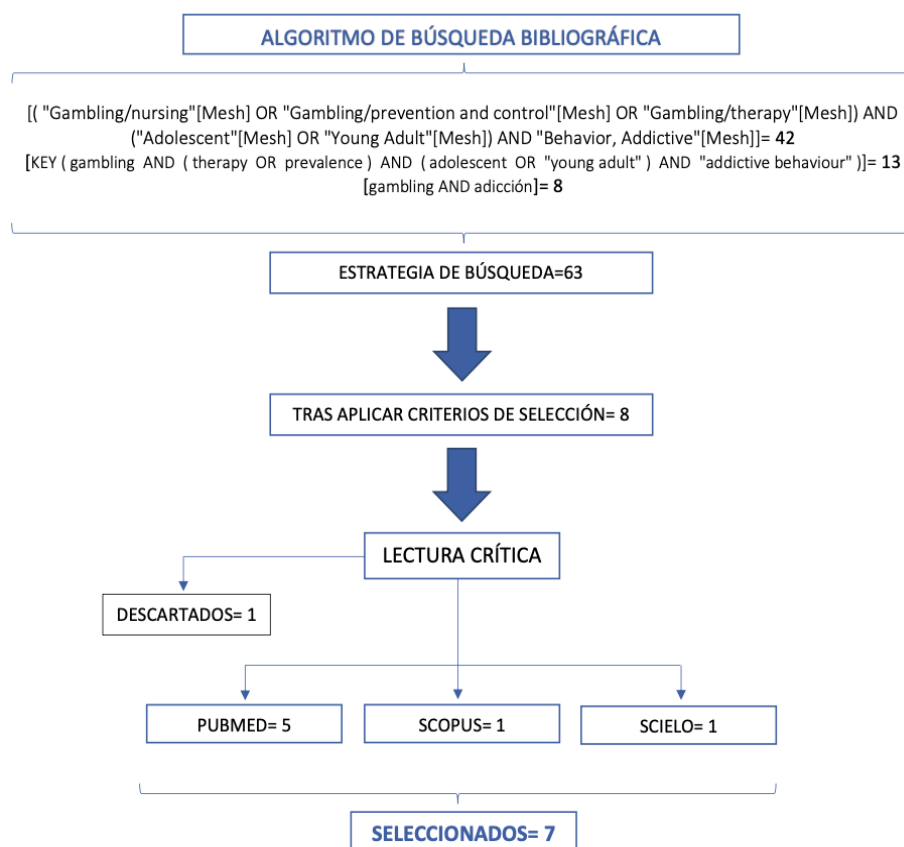 ALGORITMO DE BÚSQUEDA BIBLIOGRÁFICA
[( "Gambling/nursing"[Mesh] OR "Gambling/prevention and control"[Mesh] OR "Gambling/therapy"[Mesh]) AND
("Adolescent"[Mesh] OR "Young Adult"[Mesh]) AND "Behavior, Addictive"[Mesh]]= 42
[KEY ( gambling AND ( therapy OR prevalence ) AND ( adolescent OR "young adult" ) AND "addictive behaviour" )]= 13
[gambling AND adicción]= 8
ESTRATEGIA DE BÚSQUEDA=63
TRAS APLICAR CRITERIOS DE SELECCIÓN= 8
LECTURA CRÍTICA
DESCARTADOS= 1
PUBMED= 5
SCOPUS= 1
SCIELO= 1
SELECCIONADOS= 7